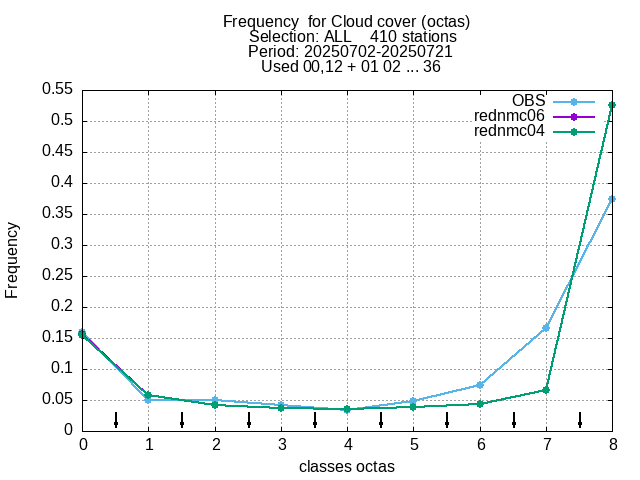 Frequency  for Cloud cover (octas)
Selection: ALL    410 stations
Period: 20250702-20250721
Used 00,12 + 01 02 ... 36
OBS
rednmc06
rednmc04
Frequency
0.55
0.5
0.45
0.4
0.35
0.3
0.25
0.2
0.15
0.1
0.05
0
0 1 2 3 4 5 6 7 8
classes octas